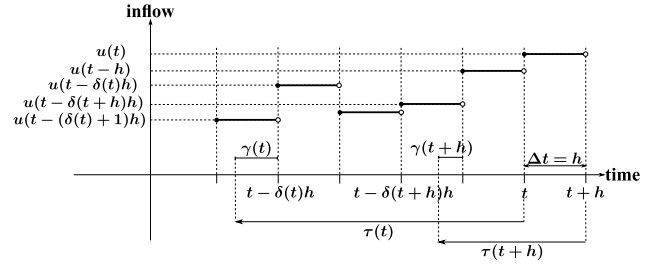 inflow
u(t)
u(t−h)
u(t−δ(t)h)
u(t−δ(t+h)h)
u(t−(δ(t)+1)h)
γ(t)
γ(t+h)
Δt=h
time
t−δ(t)h
t−δ(t+h)h
t
t+h
τ(t)
τ(t+h)